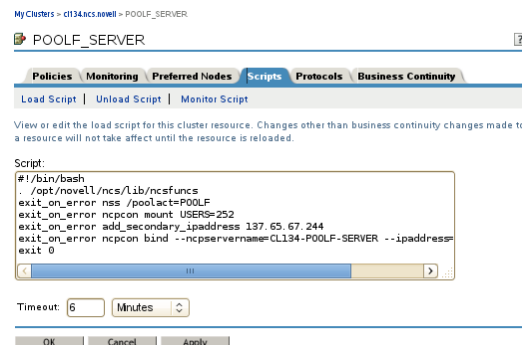 My Clusters > cl134.ncs.novell > POOLF_SERVER
POOLF_SERVER
?
Policies Monitoring Preferred Nodes Scripts Protocols Business Continuity
Load Script | Unload Script | Monitor Script
View or edit the load script for this cluster resource. Changes other than business continuity changes made to
a resource will not take affect until the resource is reloaded.
Script:
#!/bin/bash
. /opt/novell/ncs/lib/ncsfuncs
exit_on_error nss /poolact=POOLF
exit_on_error ncpcon mount USERS=252
exit_on_error add_secondary_ipaddress 137.65.67.244
exit_on_error ncpcon bind --ncpservername=CL134-POOLF-SERVER --ipaddress=
exit 0
Timeout: 6 Minutes
OK Cancel Apply